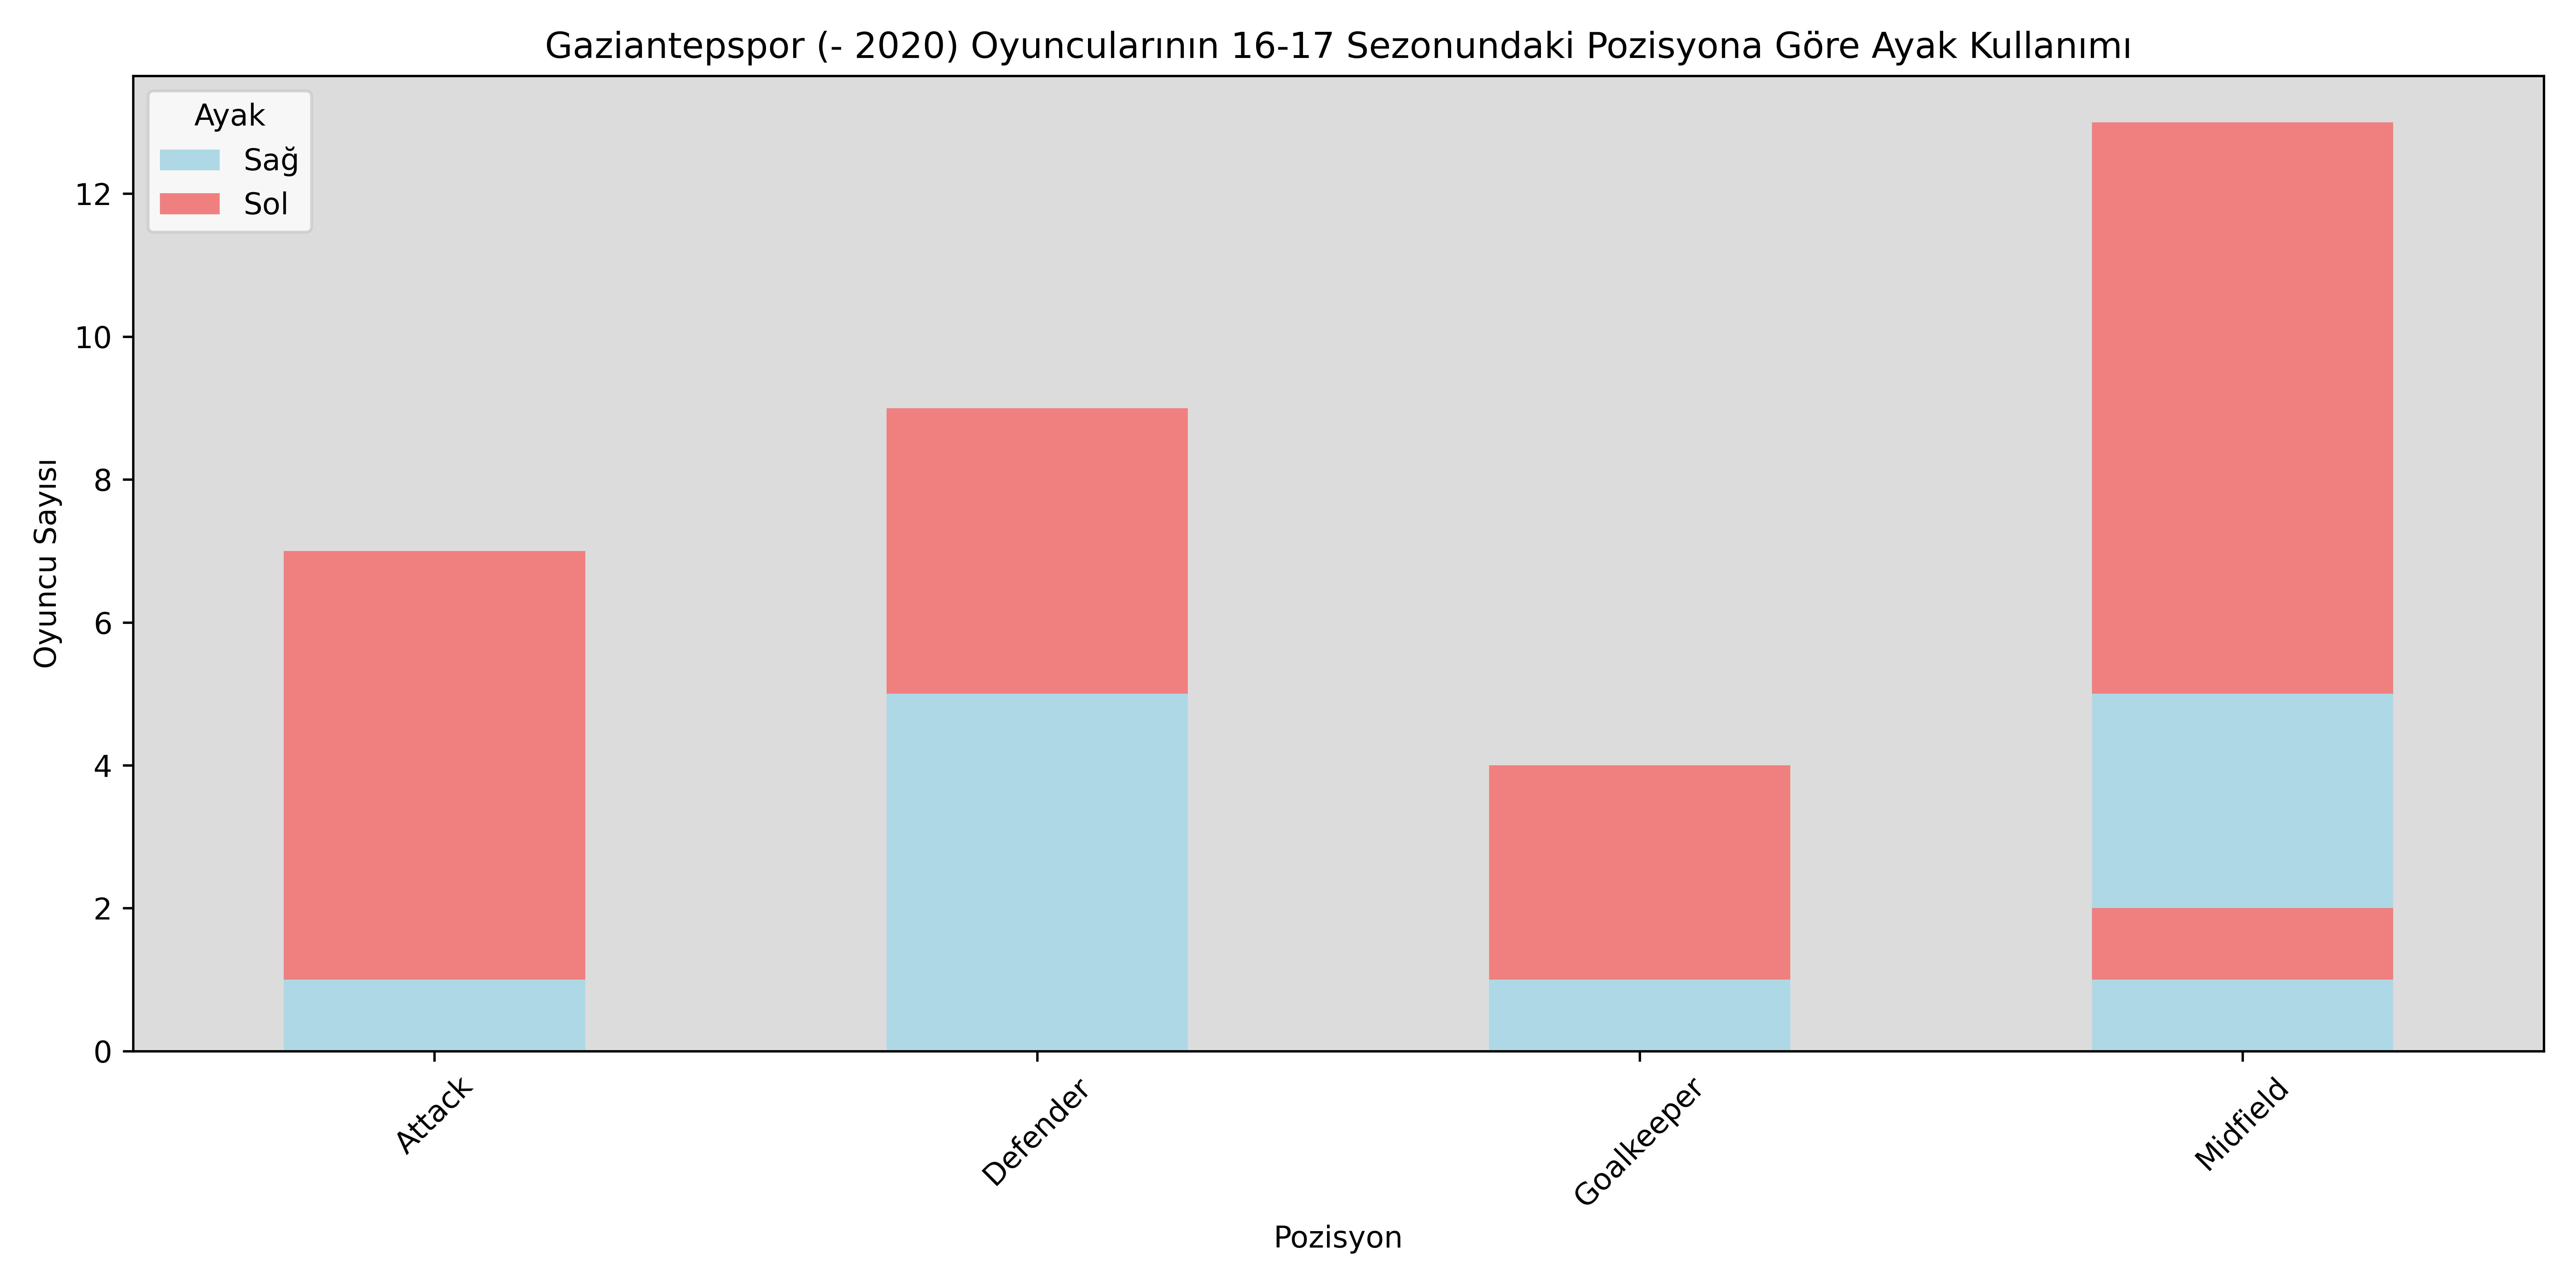 Gaziantepspor (- 2020) Oyuncularının 16-17 Sezonundaki Pozisyona Göre Ayak Kullanımı
Ayak
Sağ
Sol
Oyuncu Sayısı
12
10
8
6
4
2
0
Attack
Defender
Goalkeeper
Midfield
Pozisyon